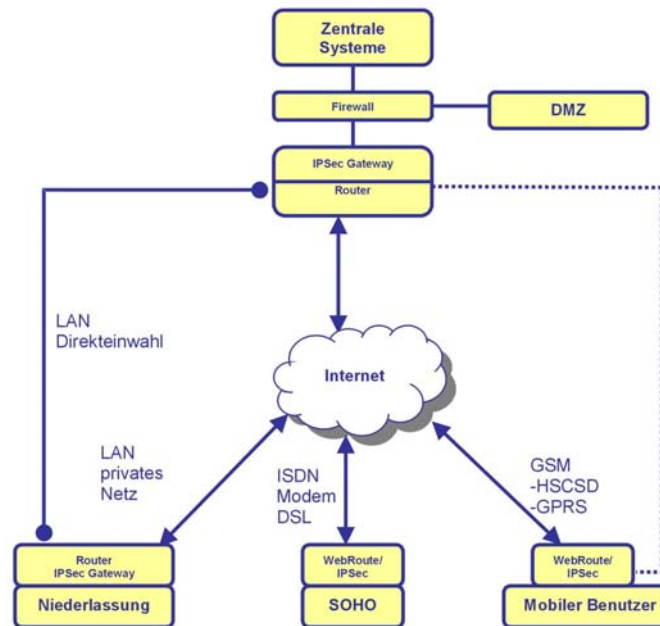 Zentrale
Systeme
Firewall
DMZ
IPSec Gateway
Router
LAN
Direkteinwahl
Internet
LAN
privates
Netz
ISDN
Modem
DSL
GSM
-HSCSD
-GPRS
Router
IPSec Gateway
Niederlassung
WebRoute/
IPSec
SOHO
WebRoute/
IPSec
Mobiler Benutzer